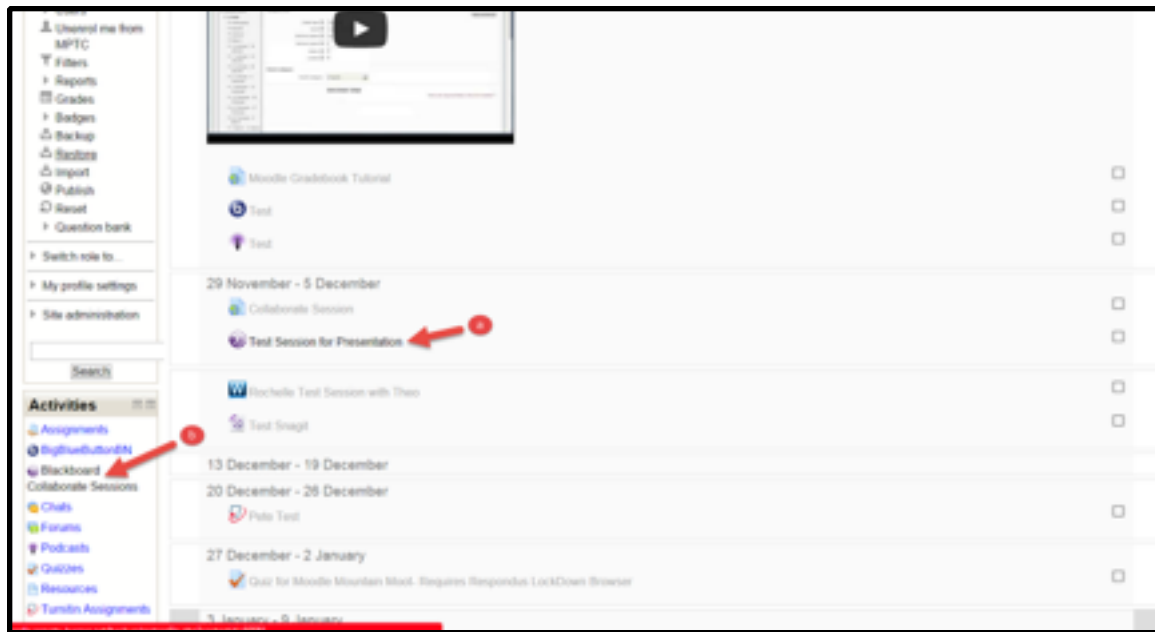 Unenrol me from
MPTC
Filters
Reports
Grades
Badges
Backup
Restore
Import
Publish
Reset
Question bank
Switch role to...
My profile settings
Site administration
Search
Activities
Assignments
BigBlueButtonBN
Blackboard
Collaborate Sessions
Chats
Forums
Podcasts
Quizzes
Resources
Turnitin Assignments
Moodle Gradebook Tutorial
Test
Test
29 November - 5 December
Collaborate Session
Test Session for Presentation
a
Rochelle Test Session with Theo
Test Snagit
b
13 December - 19 December
20 December - 26 December
Pete Test
27 December - 2 January
Quiz for Moodle Mountain Moot- Requires Respondus LockDown Browser
3 January - 9 January